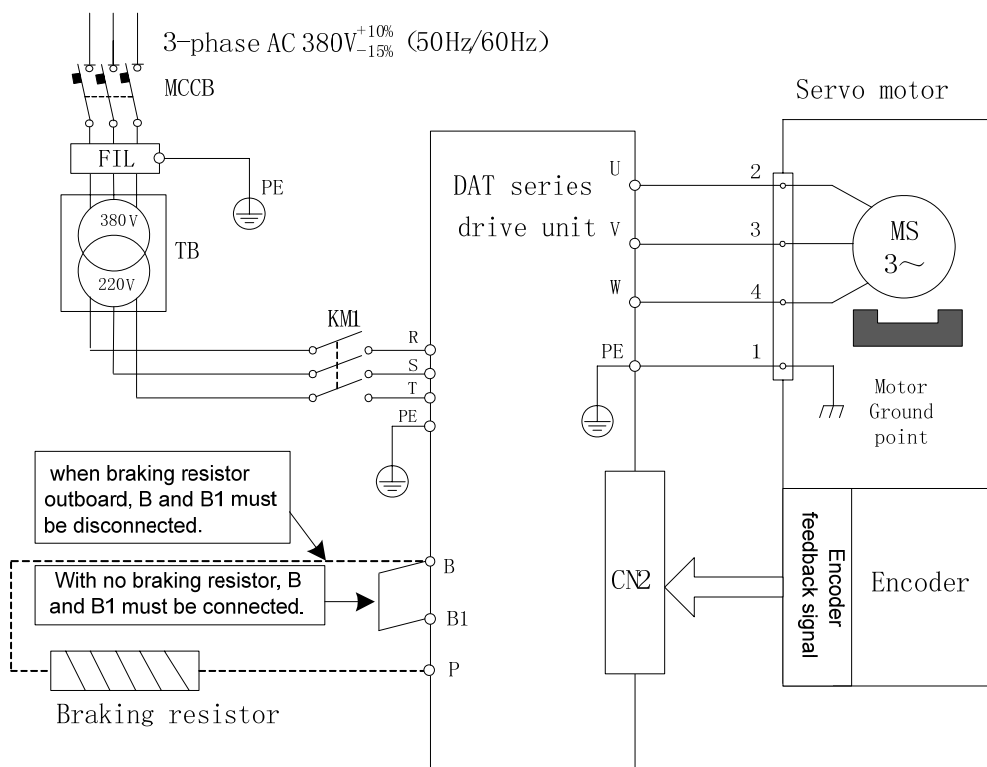 3-phase AC 380V +10% -15% (50Hz/60Hz)
MCCB
FIL
PE
380V
TB
220V
KM1
R
S
T
PE
when braking resistor
outboard, B and B1 must
be disconnected.
With no braking resistor, B
and B1 must be connected.
B
B1
P
Braking resistor
DAT series
drive unit
U
V
W
PE
CN2
Servo motor
2
3
4
1
MS
3～
Motor
Ground
point
Encoder
feedback signal
Encoder